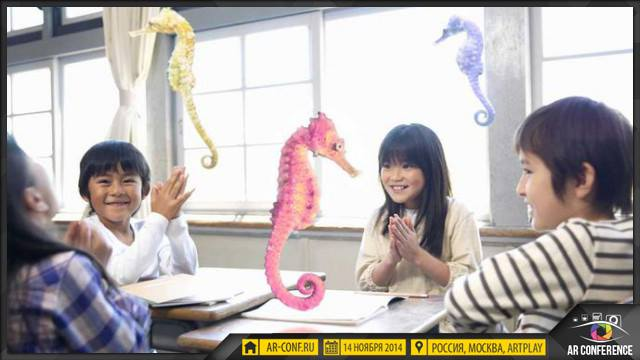 AR-CONF.RU
14 НОЯБРЯ 2014
РОССИЯ, МОСКВА, ARTPLAY
AR CONFERENCE